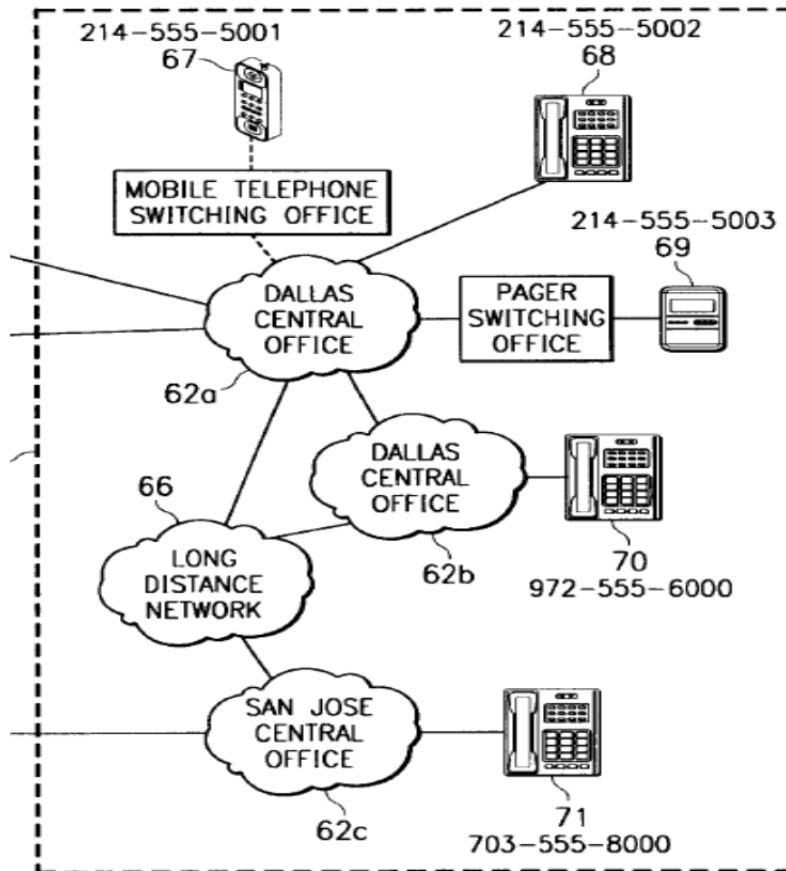 214-555-5001
67
214-555-5002
68
MOBILE TELEPHONE
SWITCHING OFFICE
214-555-5003
69
DALLAS
CENTRAL
OFFICE
62a
PAGER
SWITCHING
OFFICE
DALLAS
CENTRAL
OFFICE
62b
70
972-555-6000
66
LONG
DISTANCE
NETWORK
SAN JOSE
CENTRAL
OFFICE
62c
71
703-555-8000